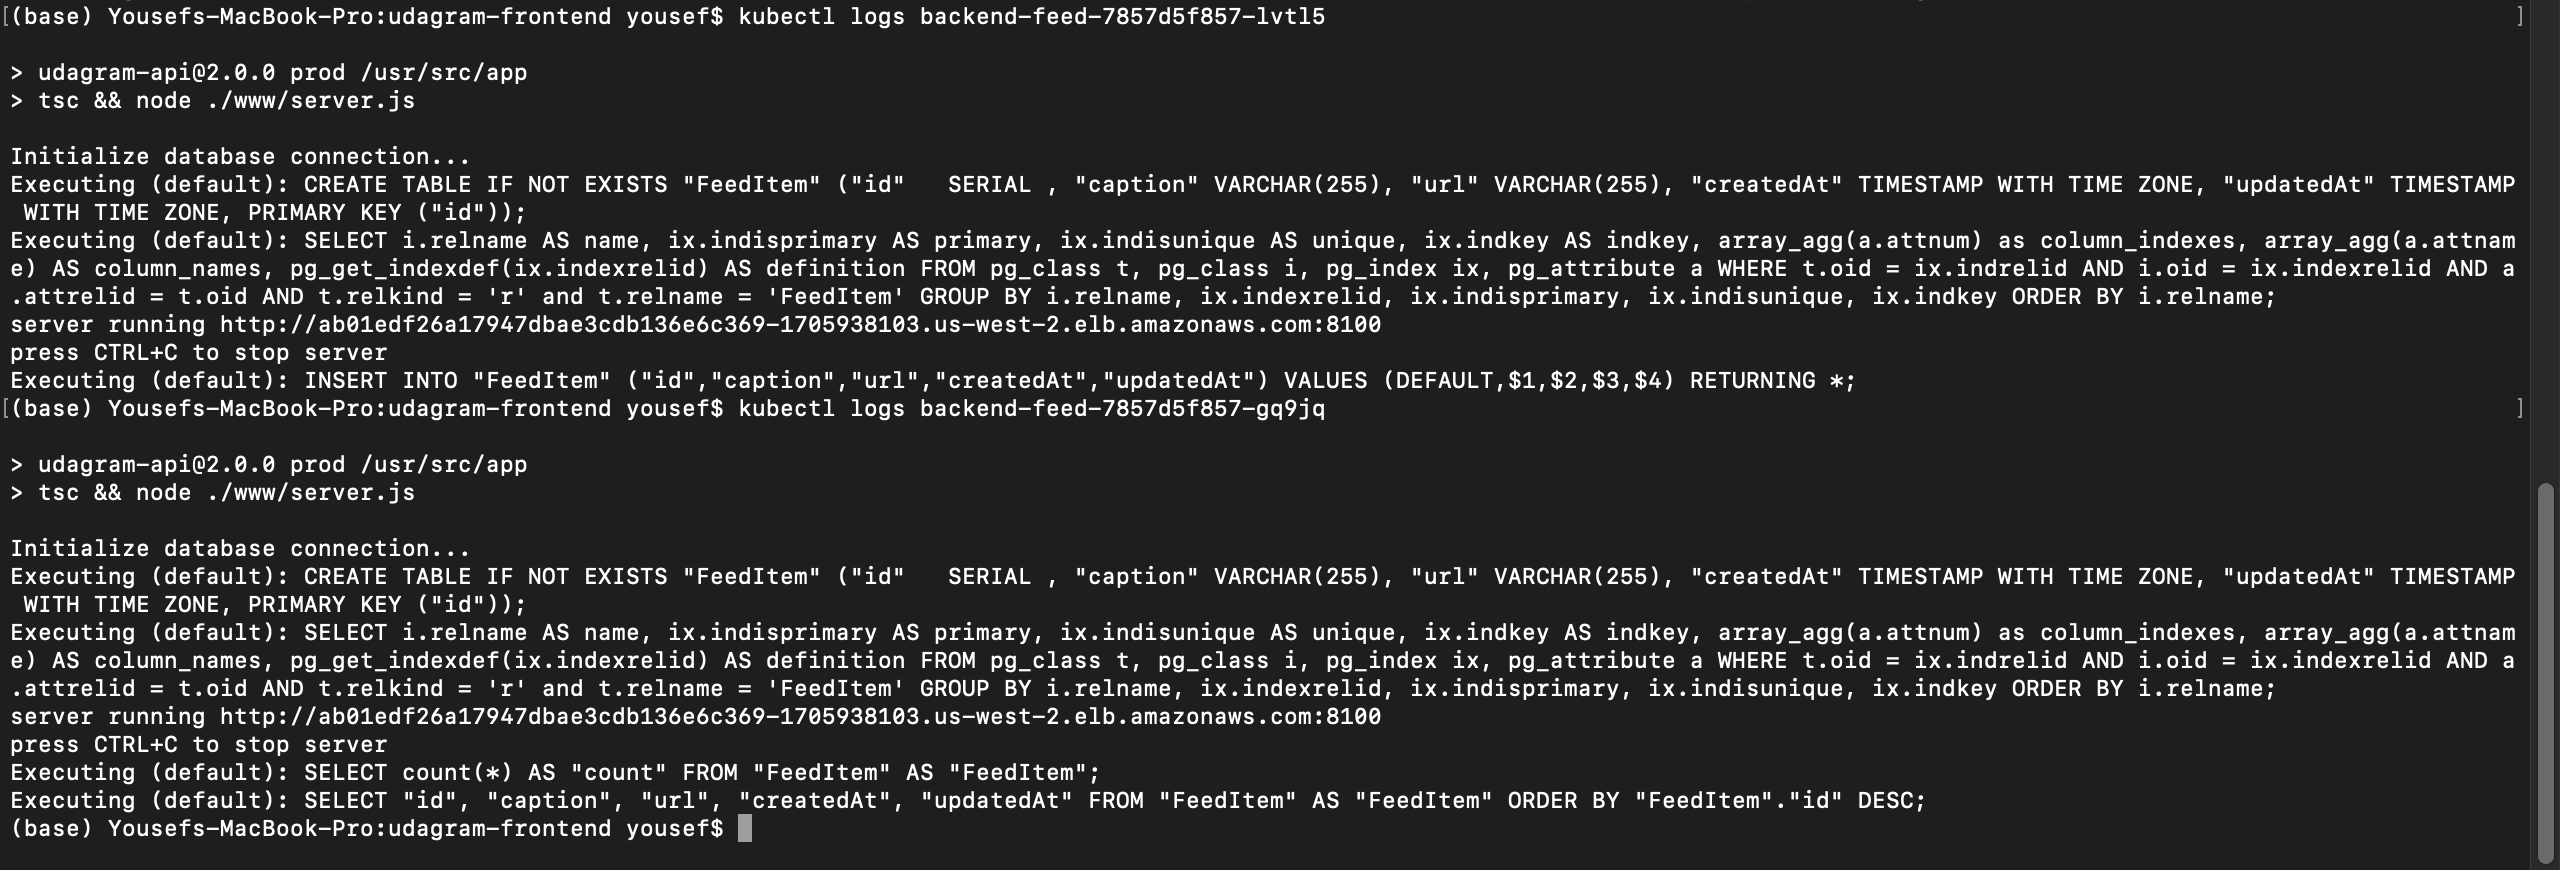 [(base) Yousefs-MacBook-Pro:udagram-frontend yousef$ kubectl logs backend-feed-7857d5f857-lvtl5 ]
> udagram-api@2.0.0 prod /usr/src/app
> tsc && node ./www/server.js
Initialize database connection...
Executing (default): CREATE TABLE IF NOT EXISTS "FeedItem" ("id"   SERIAL , "caption" VARCHAR(255), "url" VARCHAR(255), "createdAt" TIMESTAMP WITH TIME ZONE, "updatedAt" TIMESTAMP
 WITH TIME ZONE, PRIMARY KEY ("id"));
Executing (default): SELECT i.relname AS name, ix.indisprimary AS primary, ix.indisunique AS unique, ix.indkey AS indkey, array_agg(a.attnum) as column_indexes, array_agg(a.attnam
e) AS column_names, pg_get_indexdef(ix.indexrelid) AS definition FROM pg_class t, pg_class i, pg_index ix, pg_attribute a WHERE t.oid = ix.indrelid AND i.oid = ix.indexrelid AND a
.attrelid = t.oid AND t.relkind = 'r' and t.relname = 'FeedItem' GROUP BY i.relname, ix.indexrelid, ix.indisprimary, ix.indisunique, ix.indkey ORDER BY i.relname;
server running http://ab01edf26a17947dbae3cdb136e6c369-1705938103.us-west-2.elb.amazonaws.com:8100
press CTRL+C to stop server
Executing (default): INSERT INTO "FeedItem" ("id","caption","url","createdAt","updatedAt") VALUES (DEFAULT,$1,$2,$3,$4) RETURNING *;
[(base) Yousefs-MacBook-Pro:udagram-frontend yousef$ kubectl logs backend-feed-7857d5f857-gq9jq ]
> udagram-api@2.0.0 prod /usr/src/app
> tsc && node ./www/server.js
Initialize database connection...
Executing (default): CREATE TABLE IF NOT EXISTS "FeedItem" ("id"   SERIAL , "caption" VARCHAR(255), "url" VARCHAR(255), "createdAt" TIMESTAMP WITH TIME ZONE, "updatedAt" TIMESTAMP
 WITH TIME ZONE, PRIMARY KEY ("id"));
Executing (default): SELECT i.relname AS name, ix.indisprimary AS primary, ix.indisunique AS unique, ix.indkey AS indkey, array_agg(a.attnum) as column_indexes, array_agg(a.attnam
e) AS column_names, pg_get_indexdef(ix.indexrelid) AS definition FROM pg_class t, pg_class i, pg_index ix, pg_attribute a WHERE t.oid = ix.indrelid AND i.oid = ix.indexrelid AND a
.attrelid = t.oid AND t.relkind = 'r' and t.relname = 'FeedItem' GROUP BY i.relname, ix.indexrelid, ix.indisprimary, ix.indisunique, ix.indkey ORDER BY i.relname;
server running http://ab01edf26a17947dbae3cdb136e6c369-1705938103.us-west-2.elb.amazonaws.com:8100
press CTRL+C to stop server
Executing (default): SELECT count(*) AS "count" FROM "FeedItem" AS "FeedItem";
Executing (default): SELECT "id", "caption", "url", "createdAt", "updatedAt" FROM "FeedItem" AS "FeedItem" ORDER BY "FeedItem"."id" DESC;
(base) Yousefs-MacBook-Pro:udagram-frontend yousef$